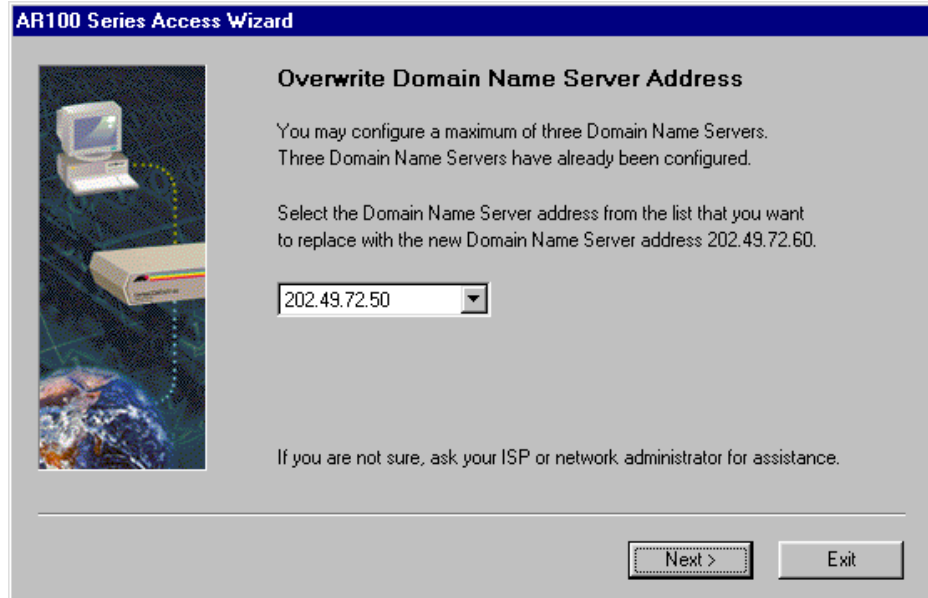 AR100 Series Access Wizard
Overwrite Domain Name Server Address
You may configure a maximum of three Domain Name Servers.
Three Domain Name Servers have already been configured.
Select the Domain Name Server address from the list that you want
to replace with the new Domain Name Server address 202.49.72.60.
202.49.72.50
If you are not sure, ask your ISP or network administrator for assistance.
Next >
Exit